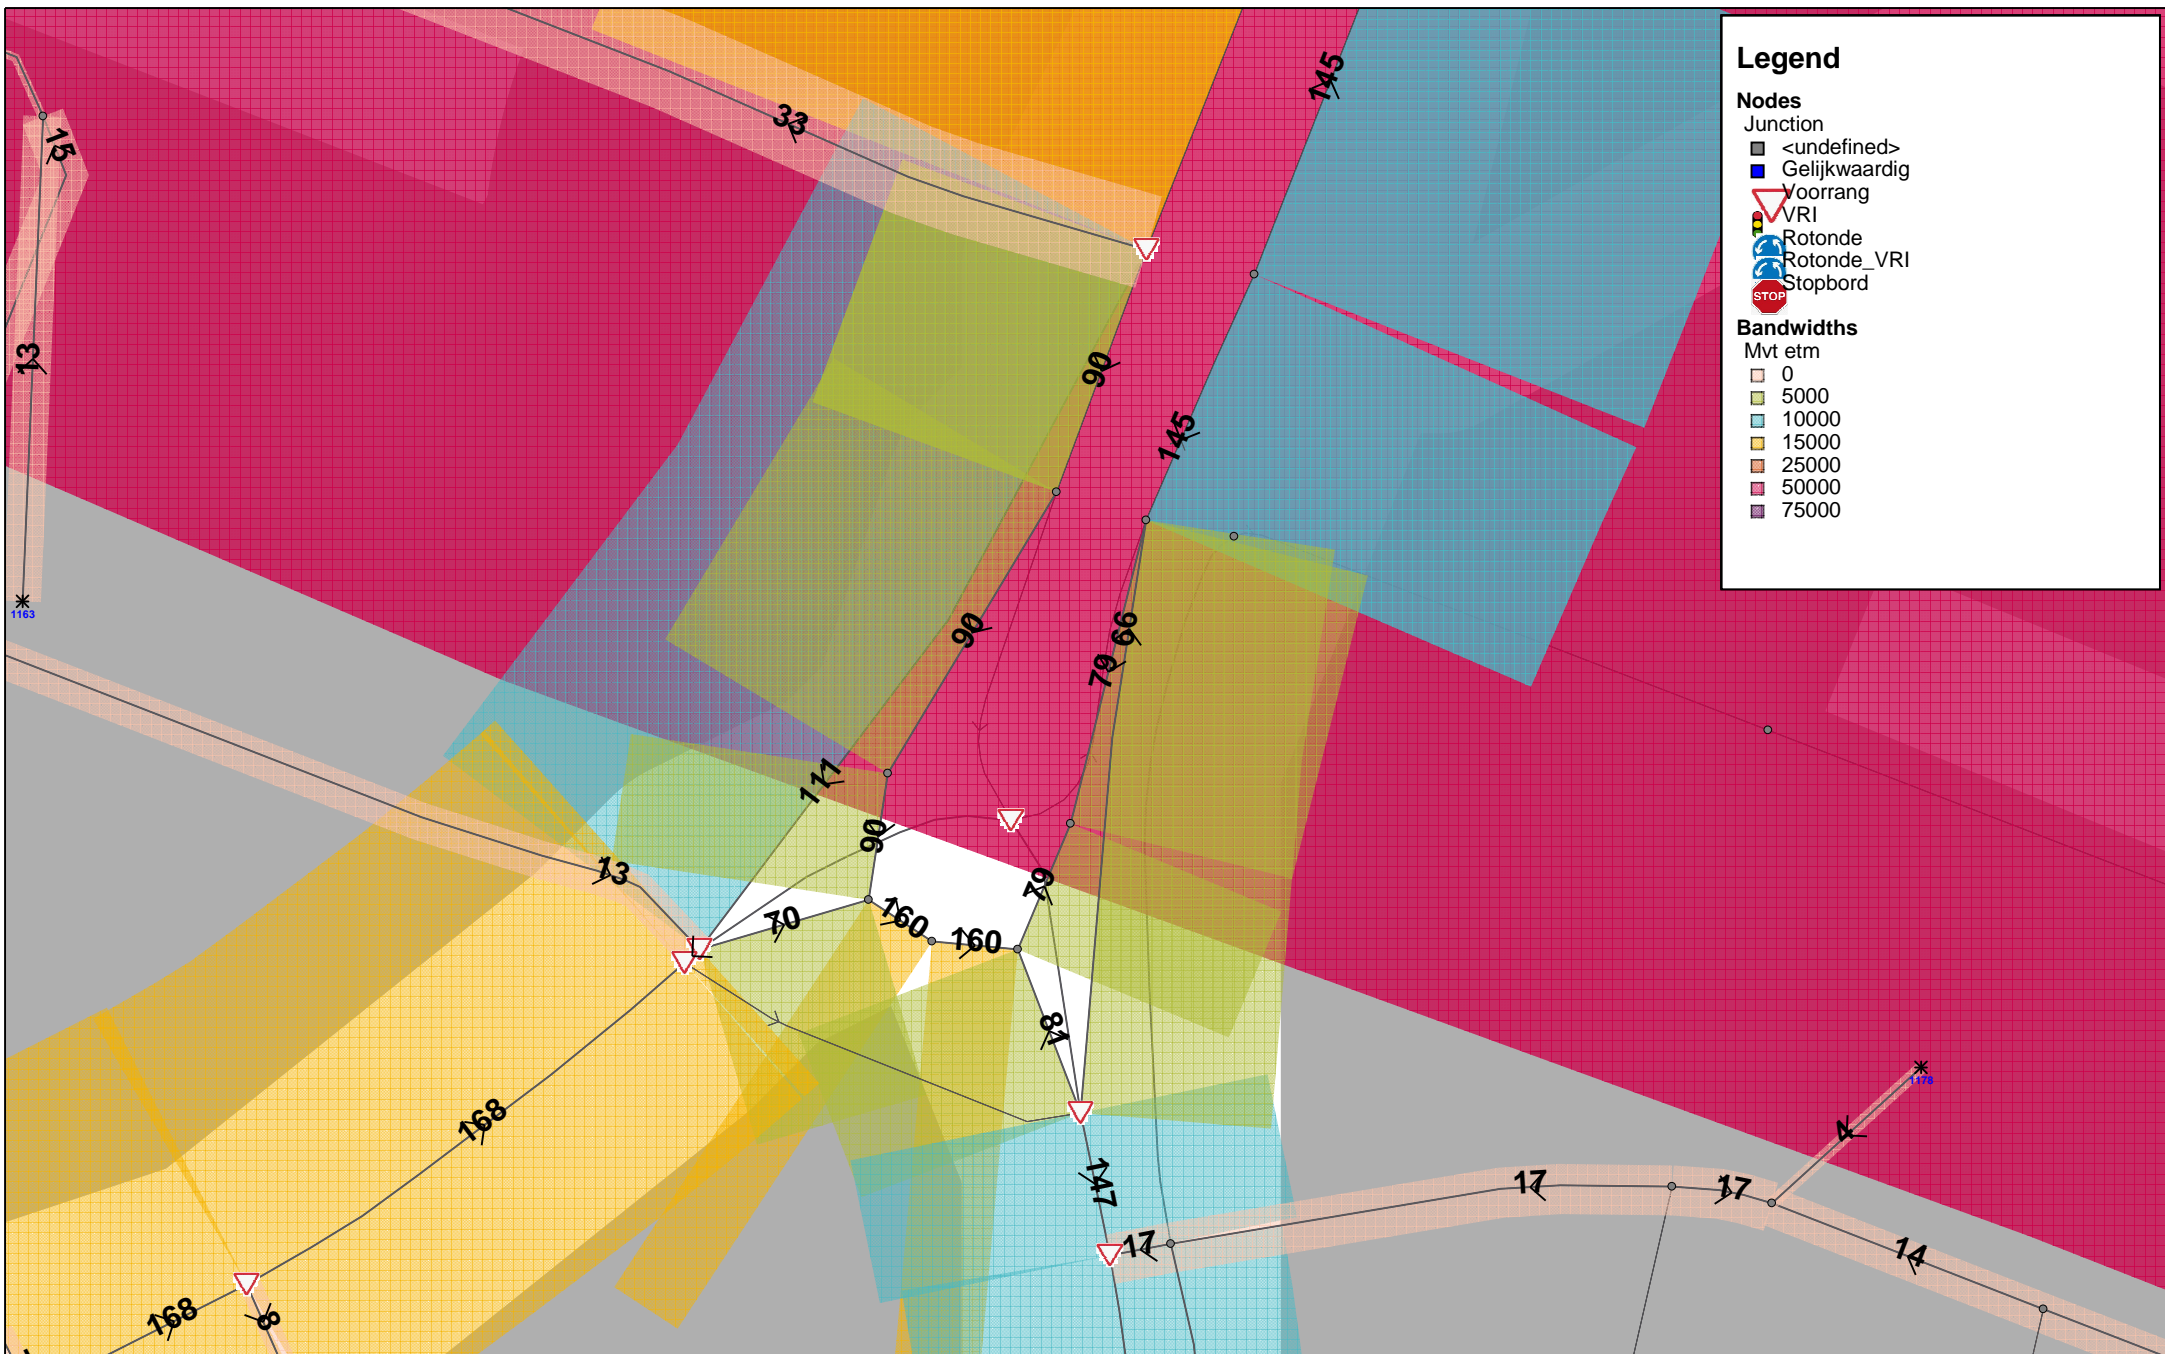 Legend
Nodes
Junction
<undefined>
Gelijkwaardig
Voorrang
VRI
Rotonde
Rotonde_VRI
STOP Stopbord
Bandwidths
Mvt etm
0
5000
10000
15000
25000
50000
75000
145
33
15
13
90
145
90
66
79
1163
111
90
13
79
70
160
160
81
1178
4
168
147
17
17
17
14
168
8